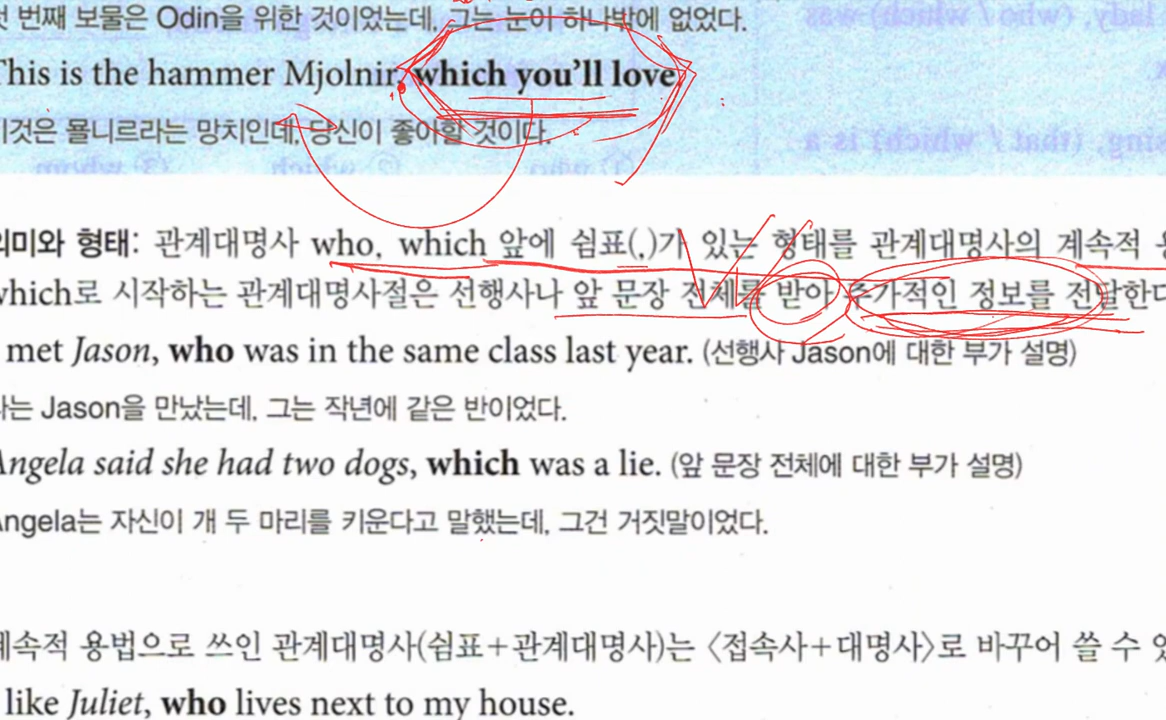 번째 보물은 Odin을 위한 것이었는데, 그는 눈이 하나밖에 없었다.
This is the hammer Mjolnir, which you'll love
이것은 묠니르라는 망치인데, 당신이 좋아할 것이다.
lady, (who / which) was
sing, (that / which) is a
① who ② which ③ whom
의미와 형태: 관계대명사 who, which 앞에 쉼표(,)가 있는 형태를 관계대명사의 계속적
which로 시작하는 관계대명사절은 선행사나 앞 문장 전체를 받아 추가적인 정보를 전달한다
met Jason, who was in the same class last year. (선행사 Jason에 대한 부가 설명)
나는 Jason을 만났는데, 그는 작년에 같은 반이었다.
Angela said she had two dogs, which was a lie. (앞 문장 전체에 대한 부가 설명)
Angela는 자신이 개 두 마리를 키운다고 말했는데, 그건 거짓말이었다.
계속적 용법으로 쓰인 관계대명사(쉼표+관계대명사)는 〈접속사+대명사〉로 바꾸어 쓸 수
like Juliet, who lives next to my house.